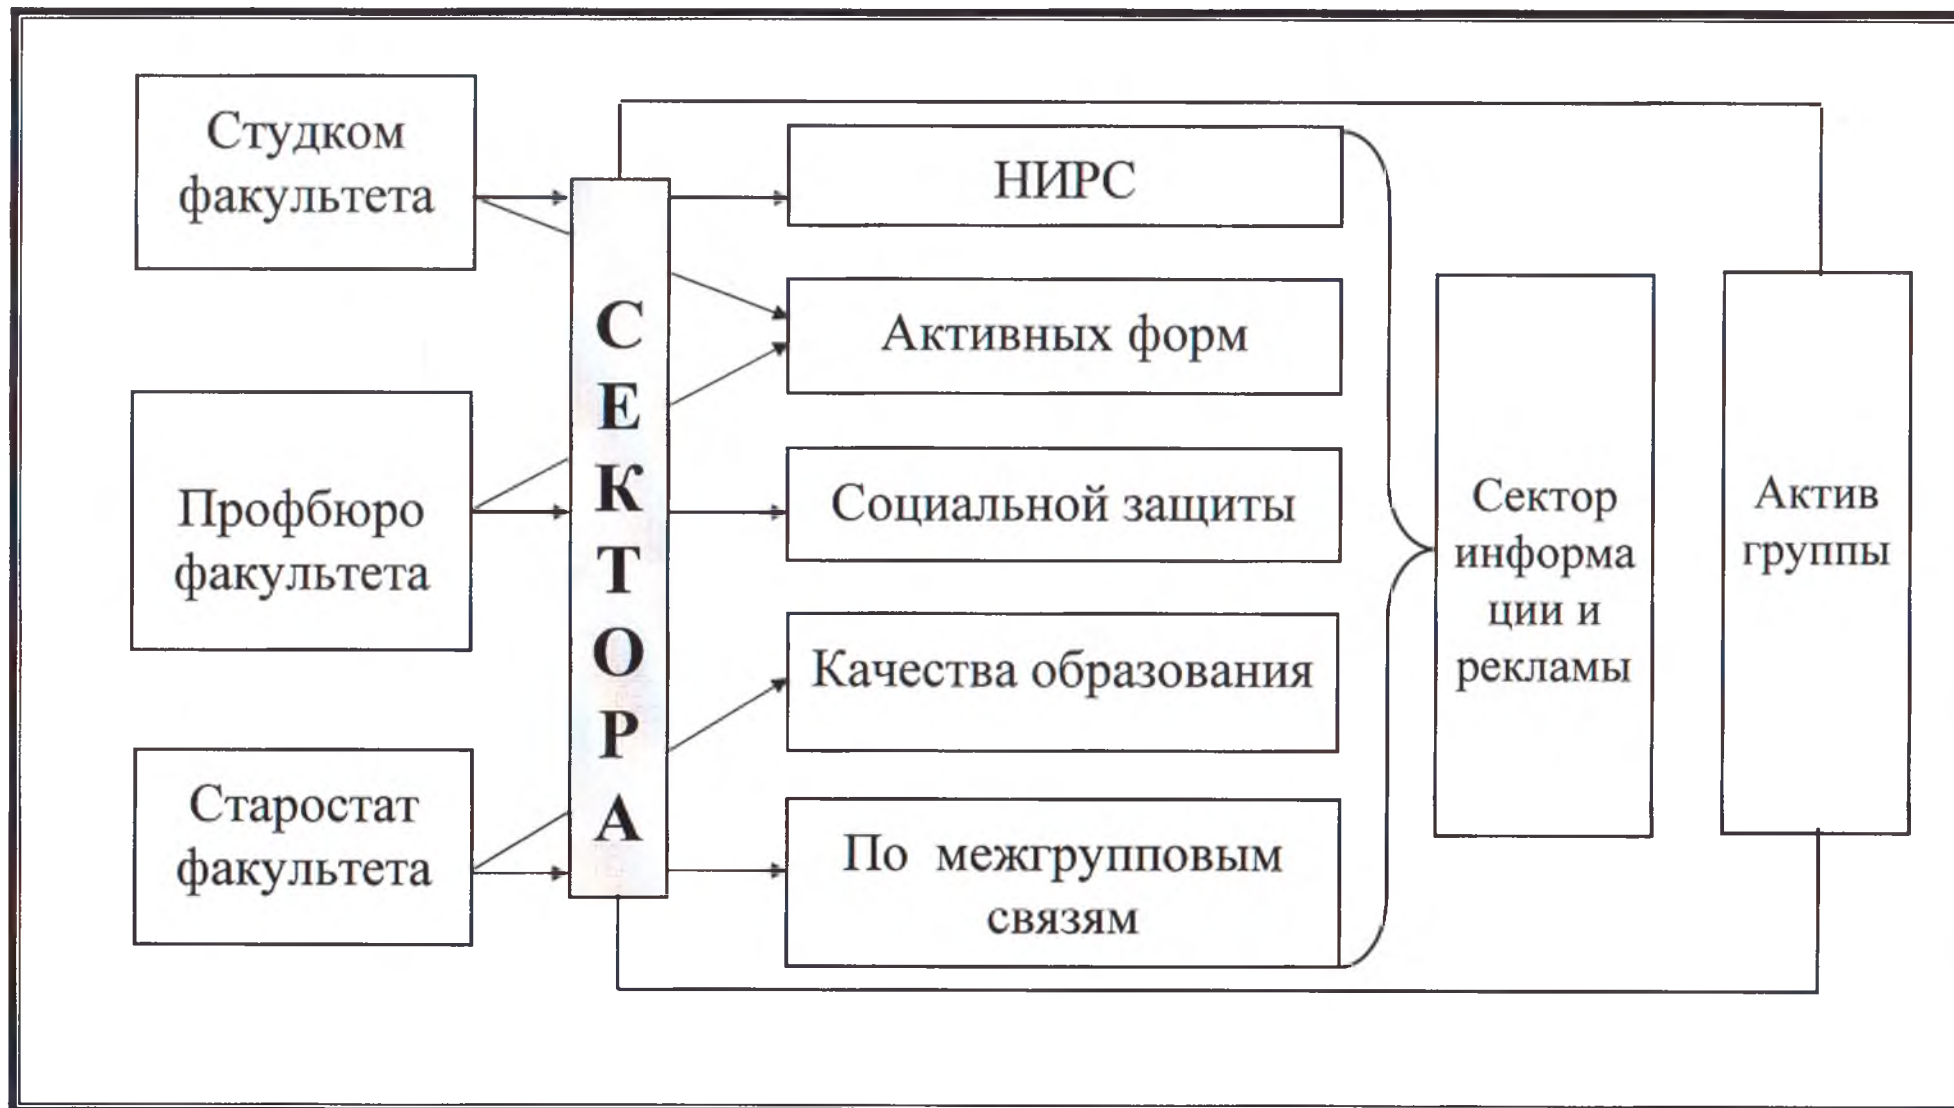 Студком
факультета
Профбюро
факультета
Старостат
факультета
СЕКТОРА
НИРС
Активных форм
Социальной защиты
Качества образования
По межгрупповым
связям
Сектор
информа
ции и
рекламы
Актив
группы